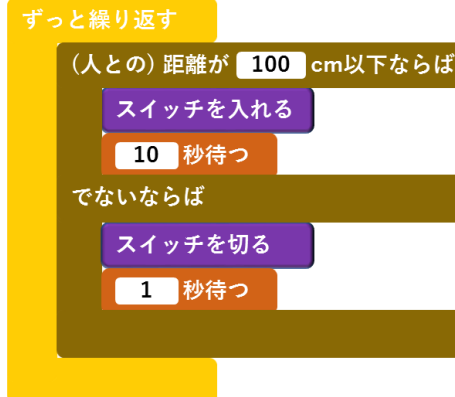 ずっと繰り返す
(人との) 距離が 100 cm以下ならば
スイッチを入れる
10 秒待つ
でないならば
スイッチを切る
1 秒待つ